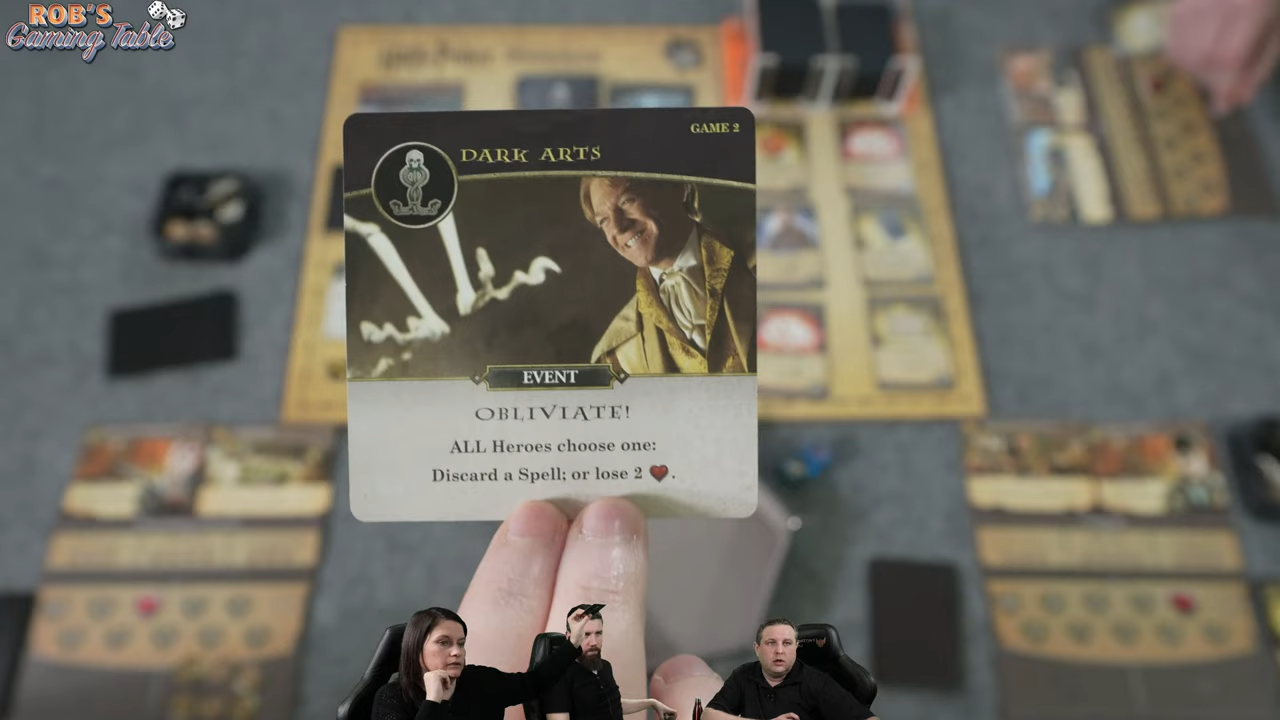 ROB'S
Gaming Table
GAME 2
DARK ARTS
EVENT
OBLIVIATE!
ALL Heroes choose one:
Discard a Spell; or lose 2 .